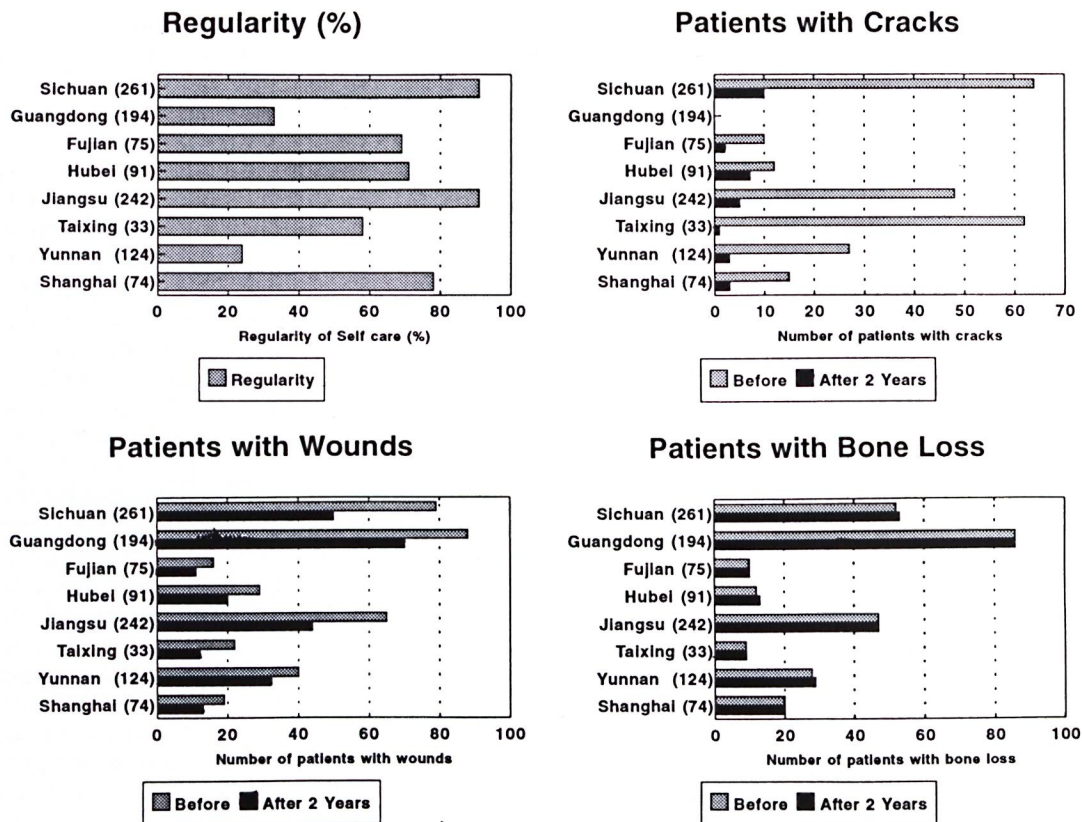 Regularity (%)
Sichuan (261)
Guangdong (194)
Fujian (75)
Hubei (91)
Jiangsu (242)
Taixing (33)
Yunnan (124)
Shanghai (74)
0 20 40 60 80 100
Regularity of Self care (%)
Regularity
Patients with Cracks
Sichuan (261)
Guangdong (194)
Fujian (75)
Hubei (91)
Jiangsu (242)
Taixing (33)
Yunnan (124)
Shanghai (74)
0 10 20 30 40 50 60 70
Number of patients with cracks
Before After 2 Years
Patients with Wounds
Sichuan (261)
Guangdong (194)
Fujian (75)
Hubei (91)
Jiangsu (242)
Taixing (33)
Yunnan (124)
Shanghai (74)
0 20 40 60 80 100
Number of patients with wounds
Before After 2 Years
Patients with Bone Loss
Sichuan (261)
Guangdong (194)
Fujian (75)
Hubei (91)
Jiangsu (242)
Taixing (33)
Yunnan (124)
Shanghai (74)
0 20 40 60 80 100
Number of patients with bone loss
Before After 2 Years